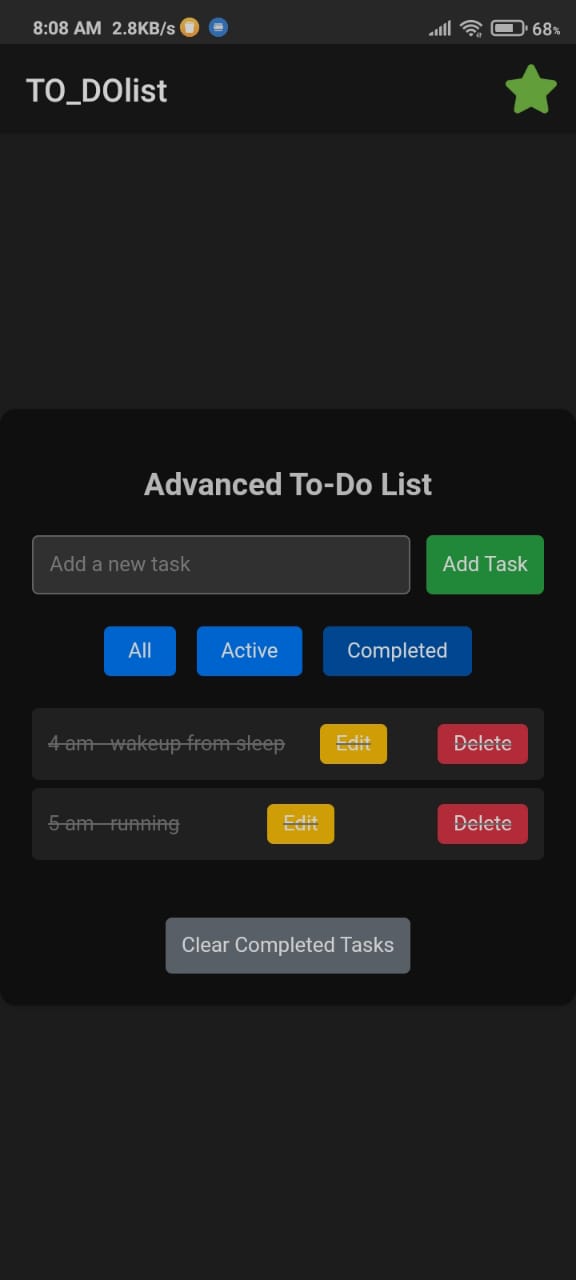 8:08 AM 2.8KB/s 68%
TO_DOlist
Advanced To-Do List
Add a new task Add Task
All Active Completed
4 am - wakeup from sleep Edit Delete
5 am - running Edit Delete
Clear Completed Tasks